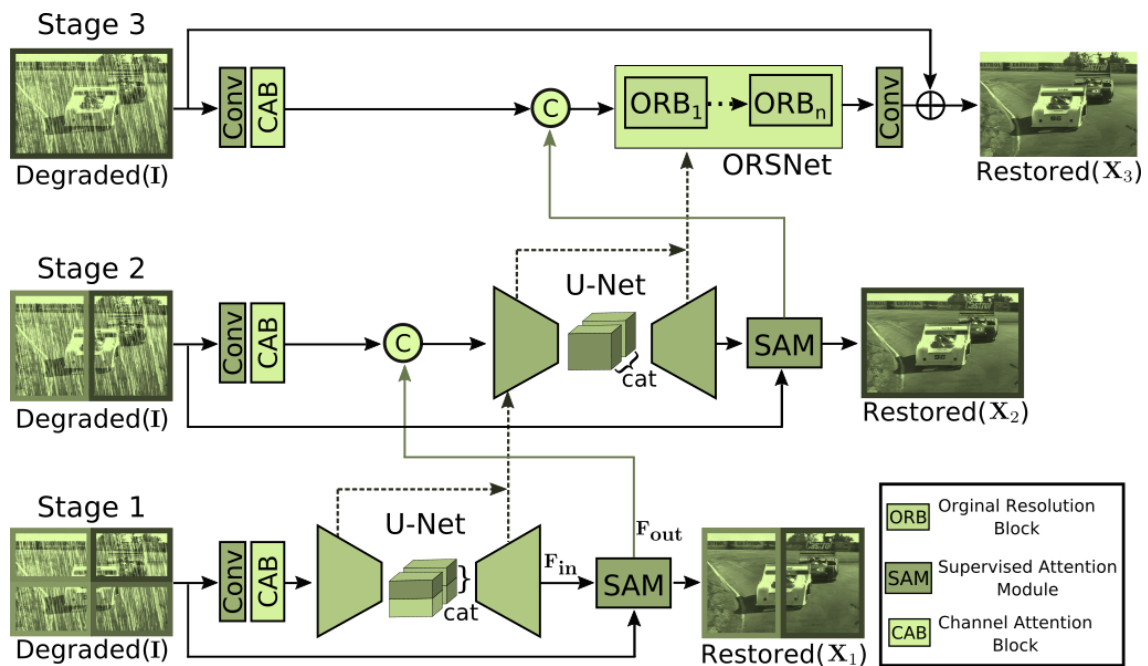 Stage 3
Conv
CAB
C
ORB1
ORBn
Conv
Degraded(I)
ORSNet
Restored(X3)
Stage 2
U-Net
Conv
CAB
C
SAM
cat
Degraded(I)
Restored(X2)
Stage 1
U-Net
Fout
Fin
Conv
CAB
SAM
cat
Degraded(I)
Restored(X1)
ORB Orginal Resolution
Block
SAM Supervised Attention
Module
CAB Channel Attention
Block